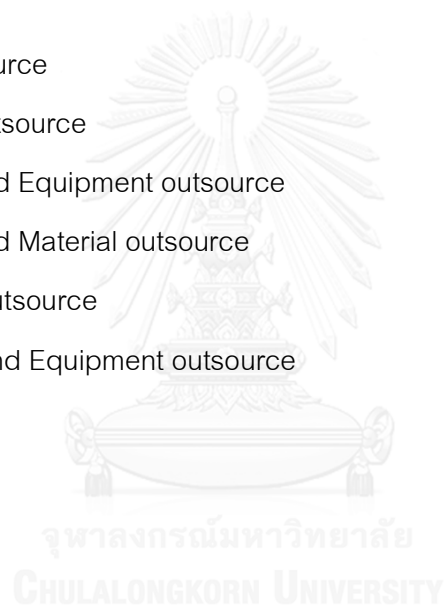 urce
tsource
d Equipment outsource
d Material outsource
utsource
nd Equipment outsource
จุฬาลงกรณ์มหาวิทยาลัย
CHULALONGKORN UNIVERSITY